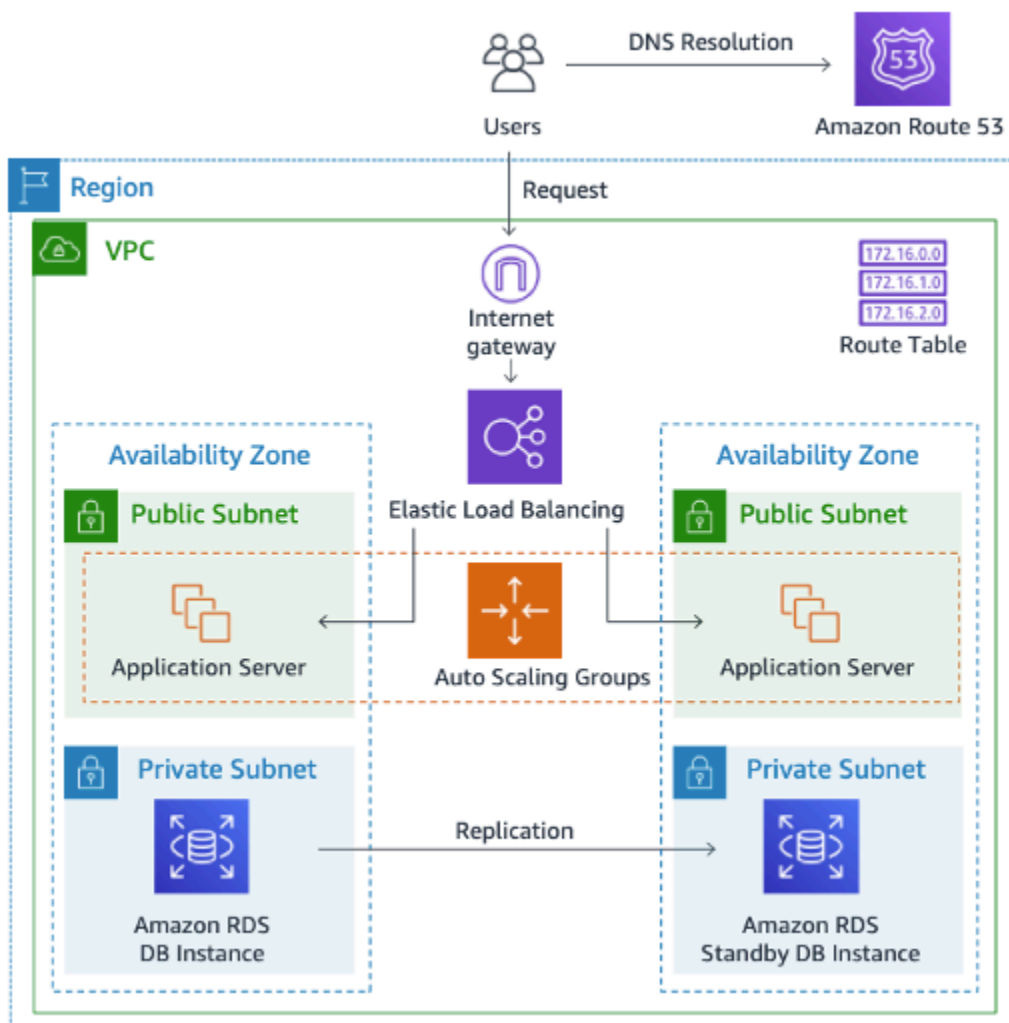 DNS Resolution
53
Users
Amazon Route 53
Region
Request
VPC
172.16.0.0
172.16.1.0
172.16.2.0
Route Table
Internet
gateway
Availability Zone
Availability Zone
Public Subnet
Elastic Load Balancing
Public Subnet
Application Server
Auto Scaling Groups
Application Server
Private Subnet
Private Subnet
Replication
Amazon RDS
DB Instance
Amazon RDS
Standby DB Instance